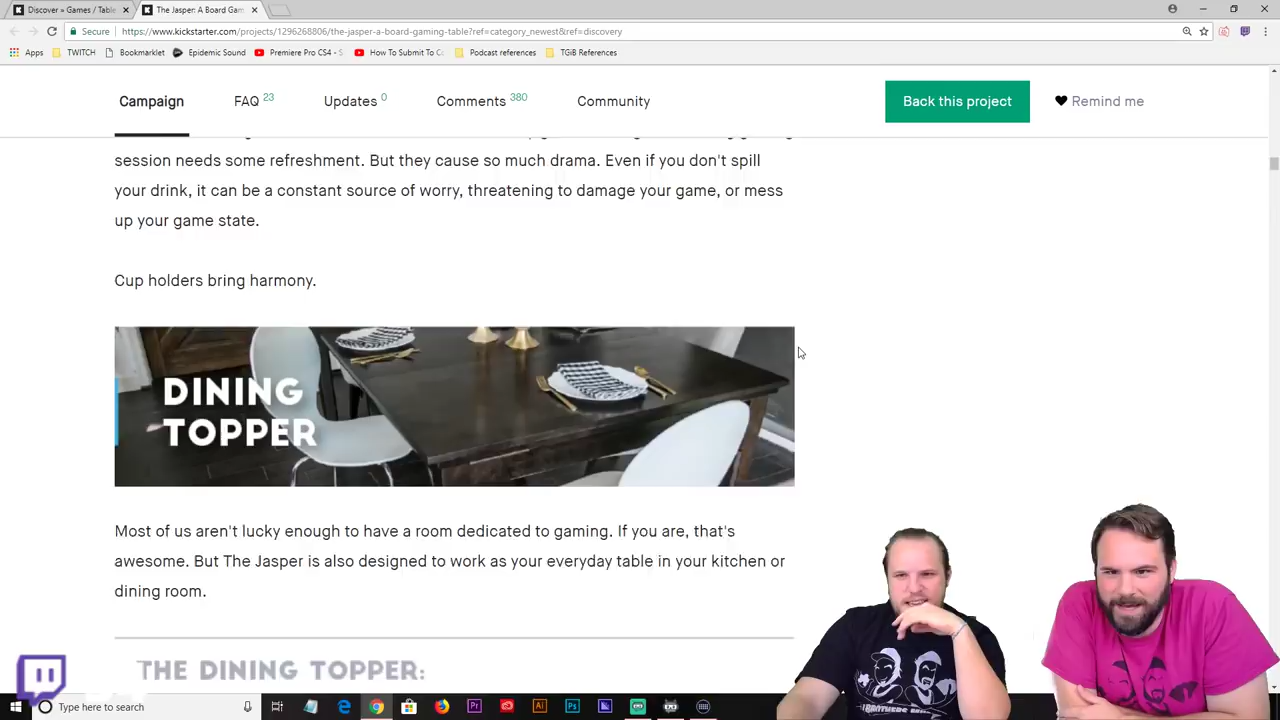 Discover » Games / Table
The Jasper: A Board Gam
Secure
https://www.kickstarter.com/projects/1296268806/the-jasper-a-board-gaming-table?ref=category_newest&ref=discovery
Apps
TWITCH
Bookmarklet
Epidemic Sound
Premiere Pro CS4 - S
How To Submit To Co
Podcast references
TGiB References
Campaign
FAQ 23
Updates 0
Comments 380
Community
Back this project
Remind me
session needs some refreshment. But they cause so much drama. Even if you don't spill
your drink, it can be a constant source of worry, threatening to damage your game, or mess
up your game state.
Cup holders bring harmony.
DINING
TOPPER
Most of us aren't lucky enough to have a room dedicated to gaming. If you are, that's
awesome. But The Jasper is also designed to work as your everyday table in your kitchen or
dining room.
THE DINING TOPPER:
Type here to search